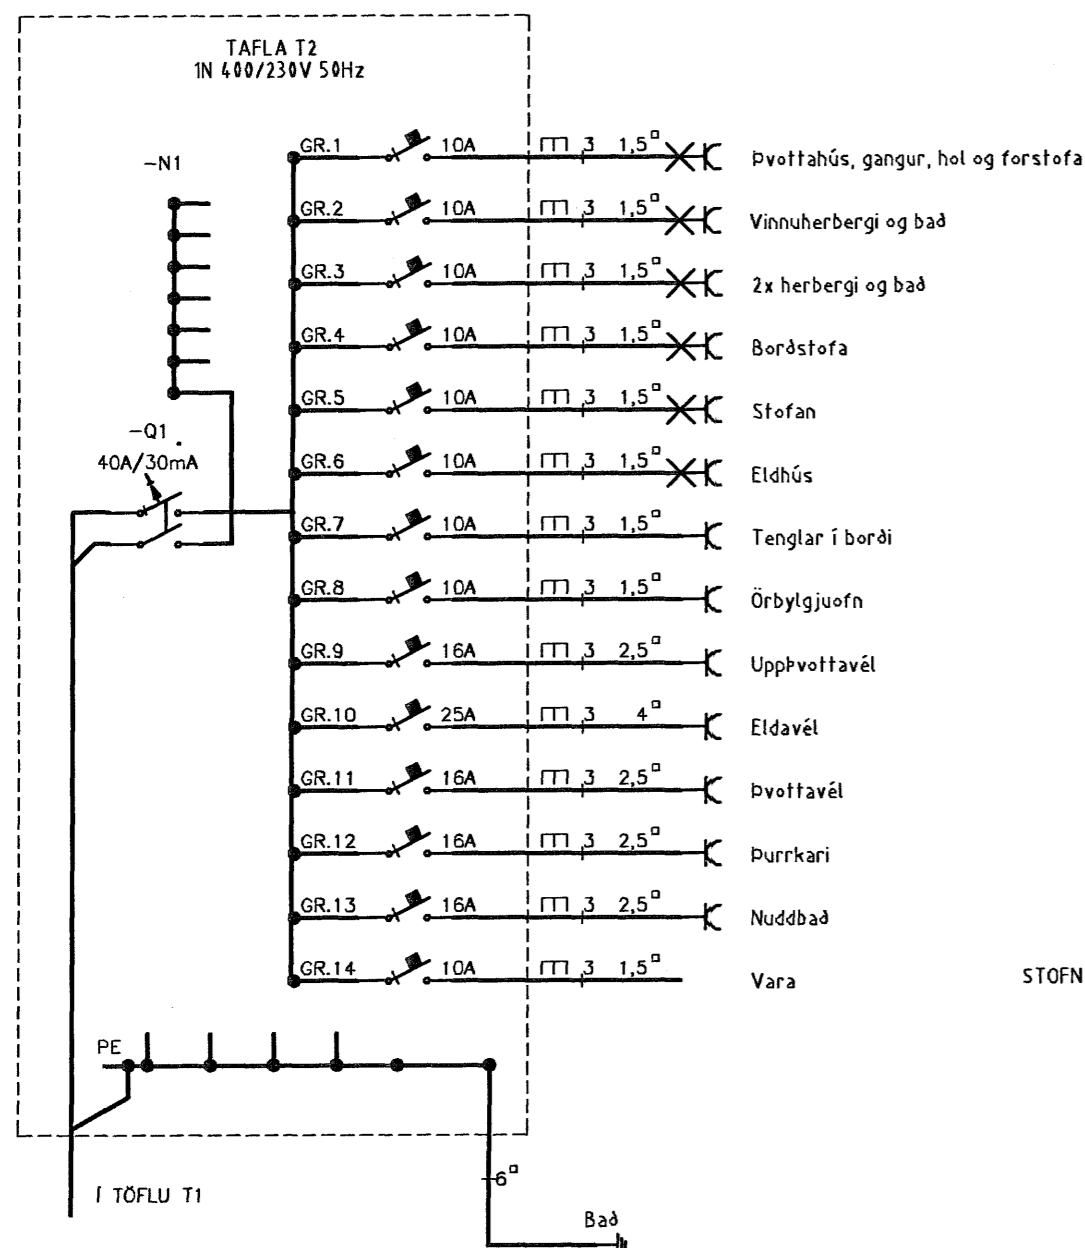 TAFLA T2
1N 400/230V 50Hz
-N1
-Q1
40A/30mA
GR.1 10A 3 1,5▫ Þvottahús, gangur, hol og forstofa
GR.2 10A 3 1,5▫ Vinnuherbergi og bað
GR.3 10A 3 1,5▫ 2x herbergi og bað
GR.4 10A 3 1,5▫ Borðstofa
GR.5 10A 3 1,5▫ Stofan
GR.6 10A 3 1,5▫ Eldhús
GR.7 10A 3 1,5▫ Tenglar í borði
GR.8 10A 3 1,5▫ Örbylgjuofn
GR.9 16A 3 2,5▫ Uppþvottavél
GR.10 25A 3 4▫ Eldavél
GR.11 16A 3 2,5▫ Þvottavél
GR.12 16A 3 2,5▫ Þurrkari
GR.13 16A 3 2,5▫ Nuddbað
GR.14 10A 3 1,5▫ Vara STOFN
PE
6▫
Í TÖFLU T1
Bað